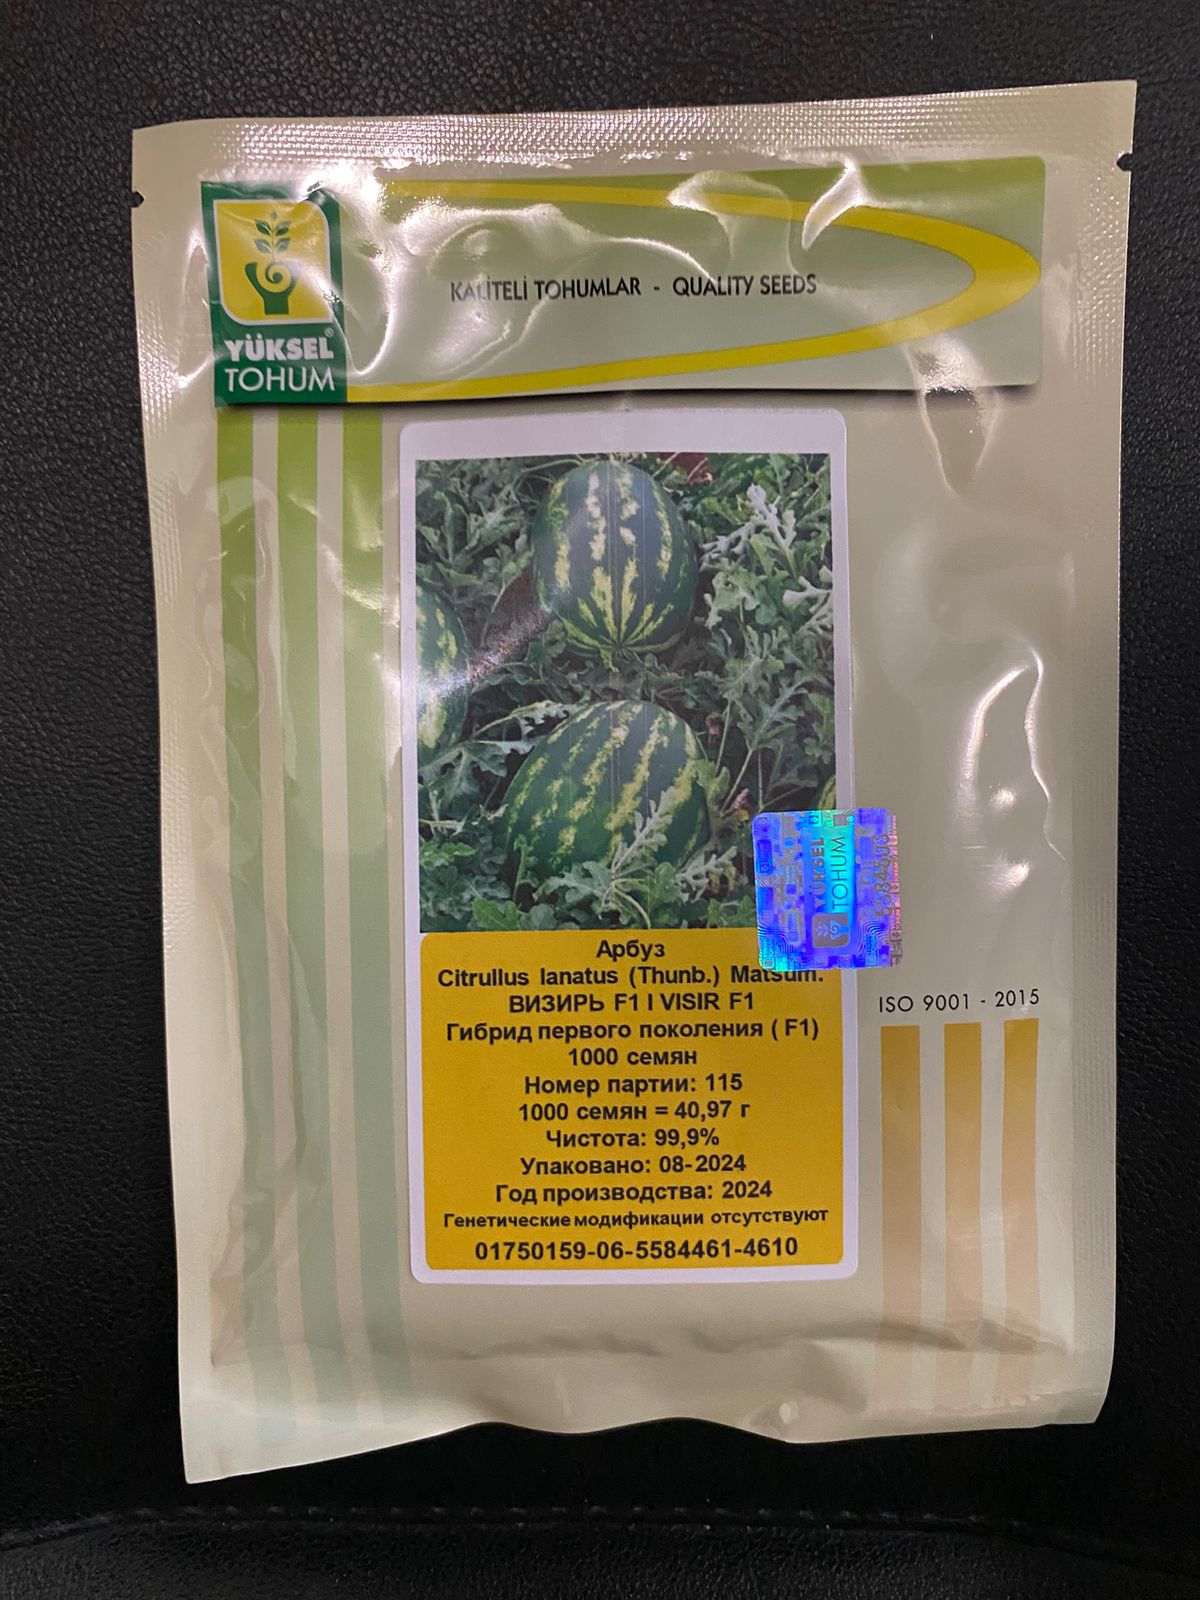 KALİTELİ TOHUMLAR - QUALITY SEEDS
YÜKSEL®
TOHUM
YÜKSEL
TOHUM
Арбуз
Citrullus lanatus (Thunb.) Matsum.
ВИЗИРЬ F1 I VISIR F1
Гибрид первого поколения ( F1)
1000 семян
Номер партии: 115
1000 семян = 40,97 г
Чистота: 99,9%
Упаковано: 08-2024
Год производства: 2024
Генетические модификации отсутствуют
01750159-06-5584461-4610
ISO 9001 - 2015